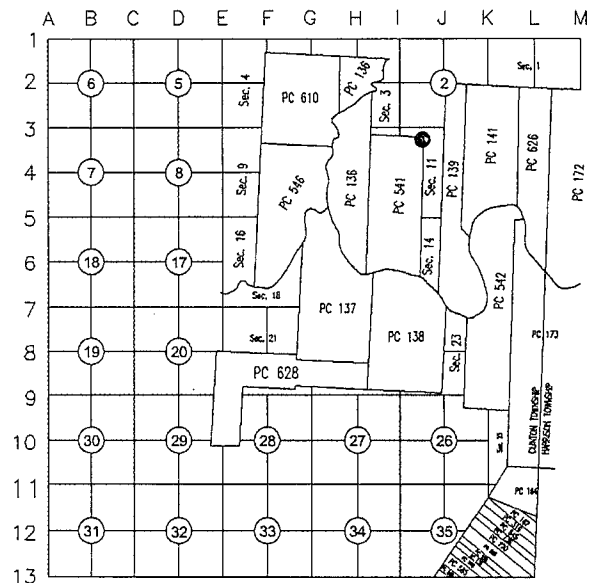 A B C D E F G H I J K L M
1
Sec. 1
2
6
5
Sec. 4
PC 136
PC 610
Sec. 3
2
PC 141
PC 626
3
4
7
8
Sec. 9
PC 546
PC 136
PC 541
Sec. 11
PC 139
PC 172
5
6
18
17
Sec. 16
Sec. 14
PC 542
Sec. 18
7
PC 137
PC 138
Sec. 21
Sec. 23
PC 173
8
19
20
PC 628
9
CLINTON TOWNSHIP
HARRISON TOWNSHIP
10
30
29
28
27
26
11
12
31
32
33
34
35
13